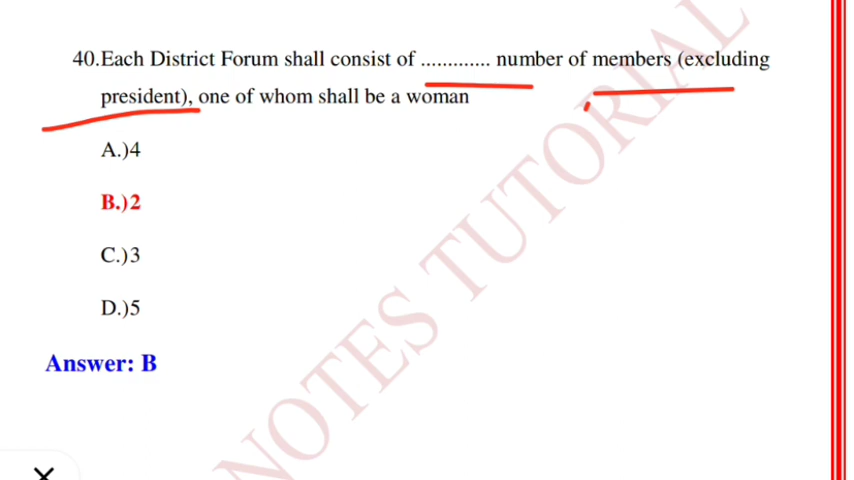 40.Each District Forum shall consist of ............. number of members (excluding
president), one of whom shall be a woman
A.)4
B.)2
C.)3
D.)5
Answer: B
NOTES TUTORIAL